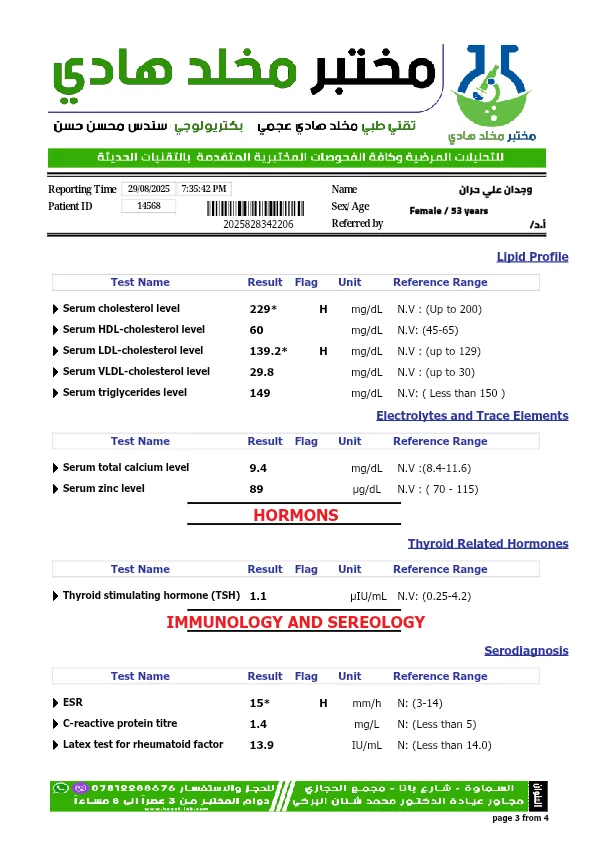 مختبر مخلد هادي
مختبر مخلد هادي
تقني طبي مخلد هادي عجمي بكتريولوجي سندس محسن حسن
للتحليلات المرضية وكافة الفحوصات المختبرية المتقدمة بالتقنيات الحديثة
Reporting Time 29/08/2025 7:35:42 PM Name وجدان علي حران
Patient ID 14568 Sex/ Age Female / 53 years
2025828342206 Referred by أ.د/
Lipid Profile
Test Name Result Flag Unit Reference Range
Serum cholesterol level 229* H mg/dL N.V : (Up to 200)
Serum HDL-cholesterol level 60 mg/dL N.V: (45-65)
Serum LDL-cholesterol level 139.2* H mg/dL N.V : (up to 129)
Serum VLDL-cholesterol level 29.8 mg/dL N.V : (up to 30)
Serum triglycerides level 149 mg/dL N.V: ( Less than 150 )
Electrolytes and Trace Elements
Test Name Result Flag Unit Reference Range
Serum total calcium level 9.4 mg/dL N.V :(8.4-11.6)
Serum zinc level 89 µg/dL N.V : ( 70 - 115)
HORMONS
Thyroid Related Hormones
Test Name Result Flag Unit Reference Range
Thyroid stimulating hormone (TSH) 1.1 µIU/mL N.V: (0.25-4.2)
IMMUNOLOGY AND SEREOLOGY
Serodiagnosis
Test Name Result Flag Unit Reference Range
ESR 15* H mm/h N: (3-14)
C-reactive protein titre 1.4 mg/L N: (Less than 5)
Latex test for rheumatoid factor 13.9 IU/mL N: (Less than 14.0)
العنوان
السماوة - شارع باتا - مجمع الحجازي
مجاور عيادة الدكتور محمد شنان البركي
للحجز والاستفسار 07812288676
دوام المختبر من 3 عصراً الى 8 مساءاً
www.hayat-lab.com
page 3 from 4